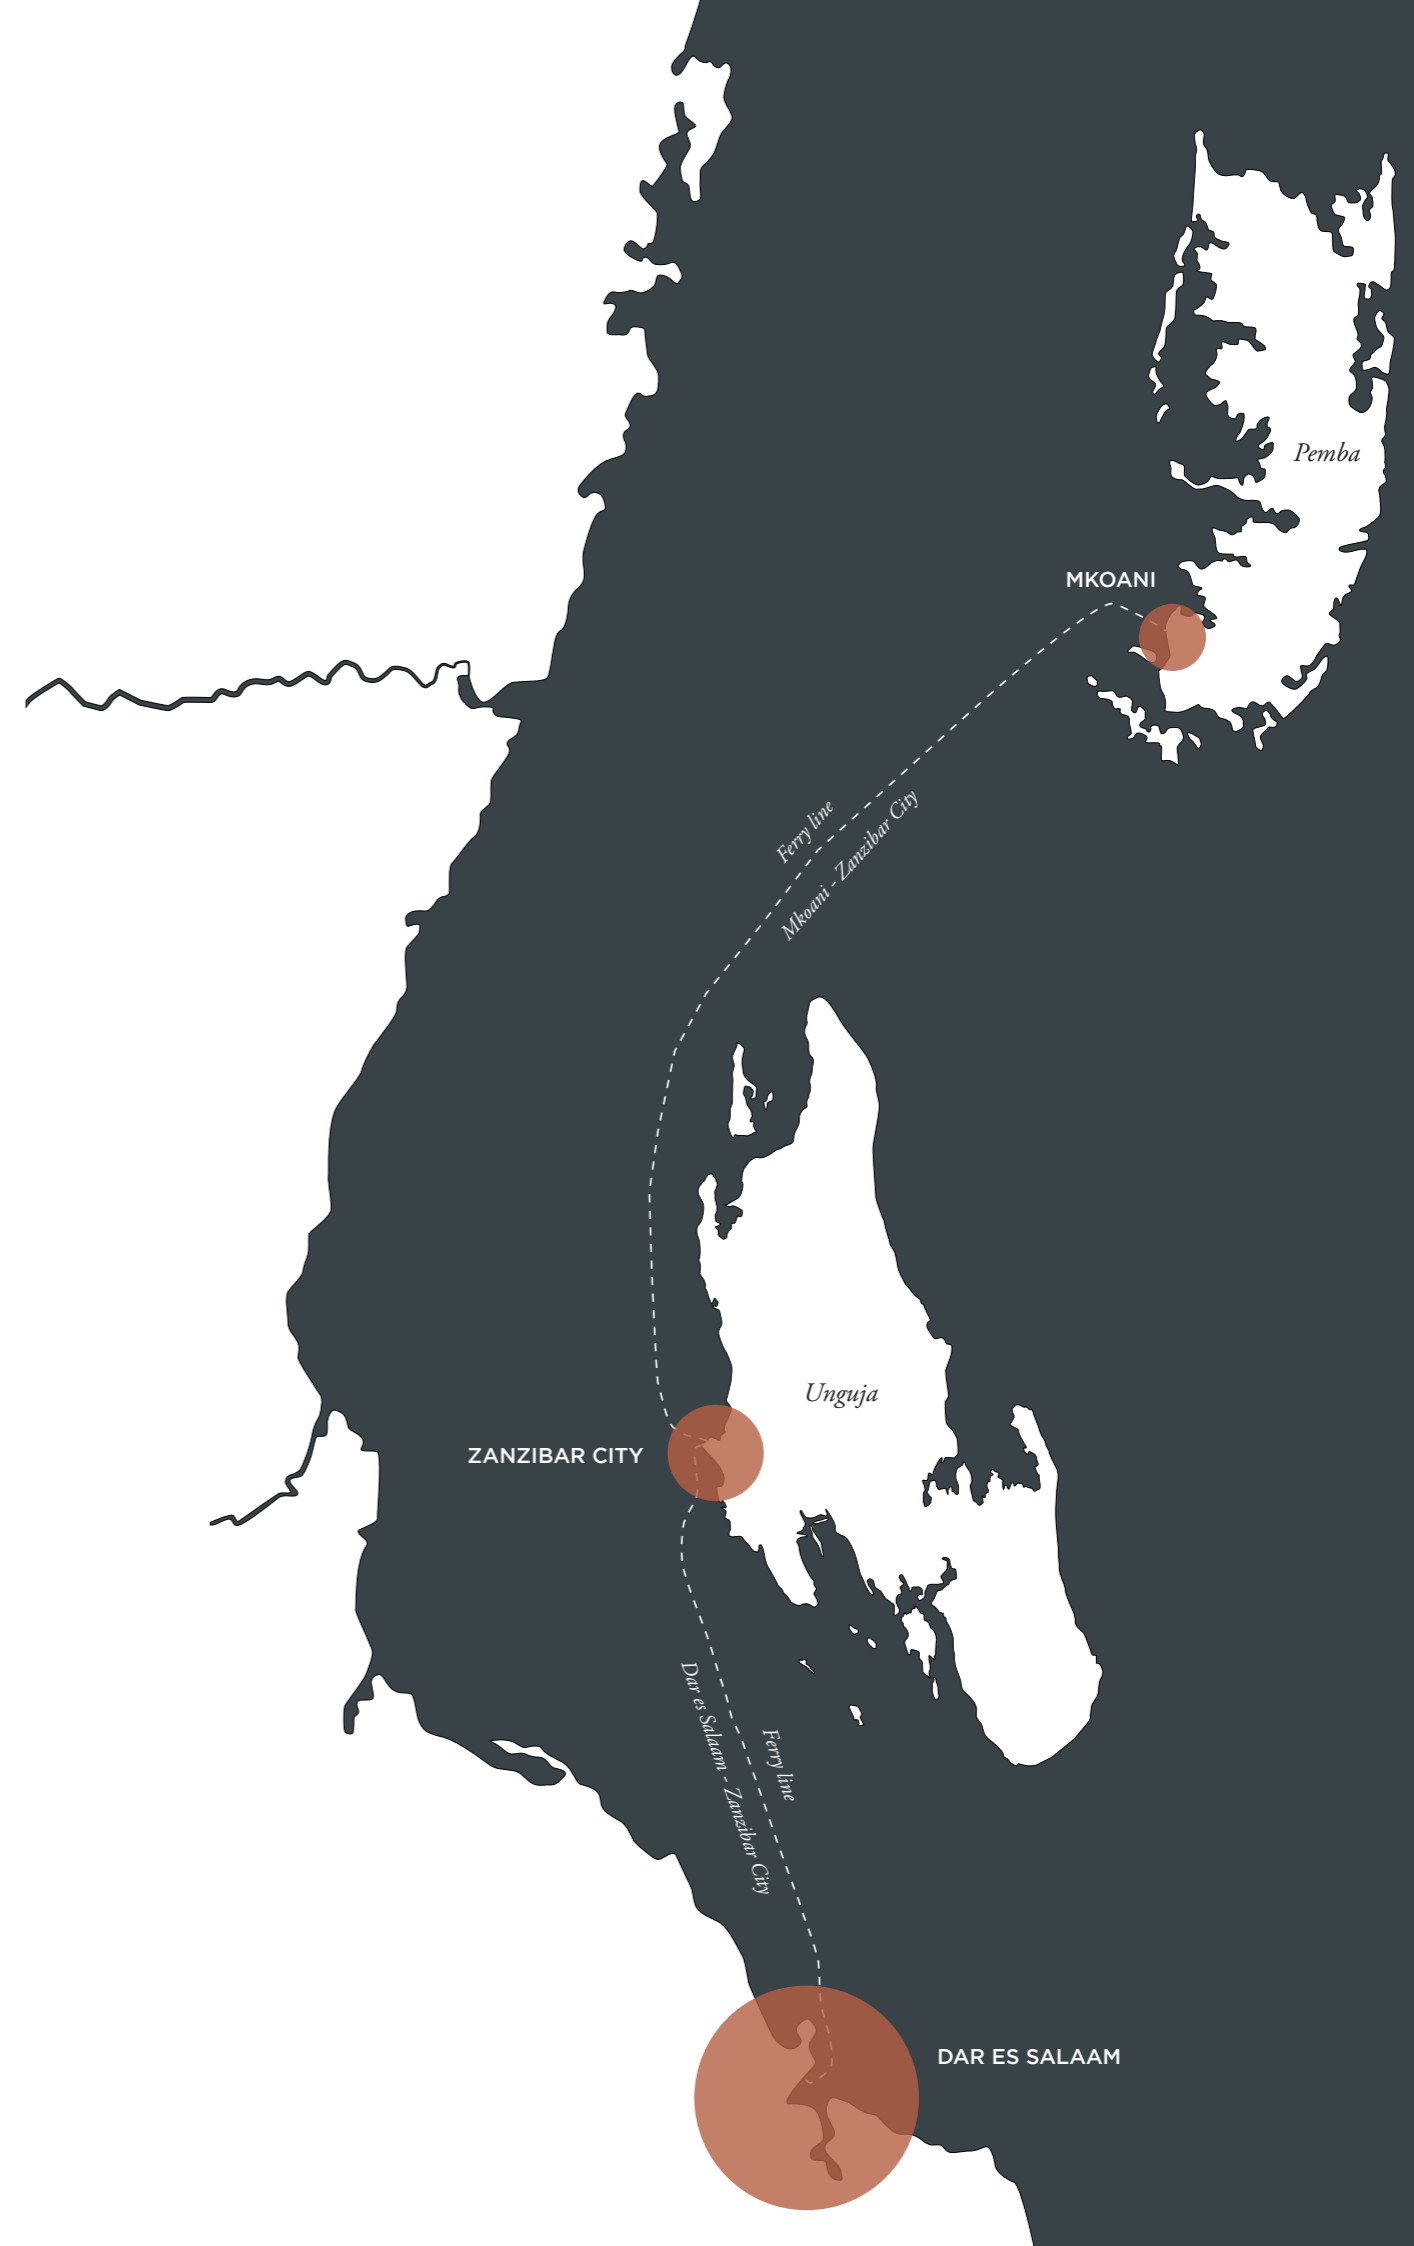 Pemba
MKOANI
Ferry line
Mkoani - Zanzibar City
Unguja
ZANZIBAR CITY
Dar es Salaam - Zanzibar City
Ferry line
DAR ES SALAAM